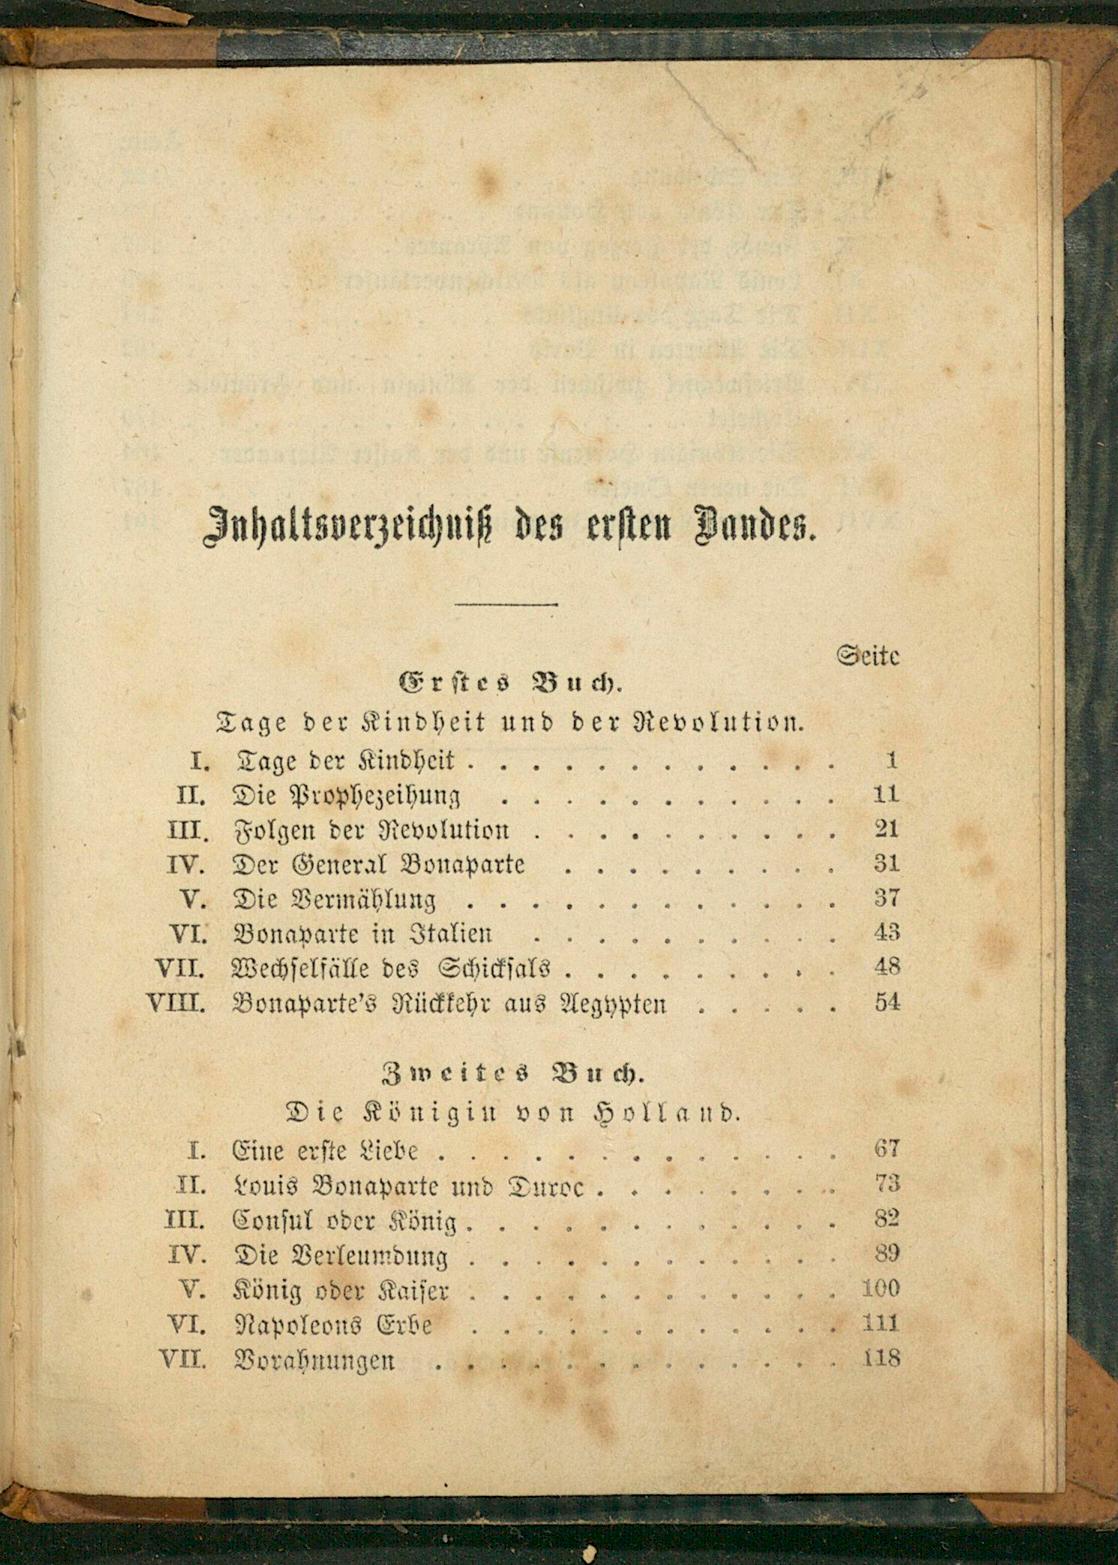 Inhaltsverzeichniß des ersten Bandes.
Seite
Erstes Buch.
Tage der Kindheit und der Revolution.
I. Tage der Kindheit . . . . . . . . . . . . 1
II. Die Prophezeihung . . . . . . . . . . . 11
III. Folgen der Revolution . . . . . . . . . . 21
IV. Der General Bonaparte . . . . . . . . . 31
V. Die Vermählung . . . . . . . . . . . . 37
VI. Bonaparte in Italien . . . . . . . . . . 43
VII. Wechselfälle des Schicksals . . . . . . . . . 48
VIII. Bonaparte's Rückkehr aus Aegypten . . . . . 54
Zweites Buch.
Die Königin von Holland.
I. Eine erste Liebe . . . . . . . . . . . . . 67
II. Louis Bonaparte und Duroc . . . . . . . . 73
III. Consul oder König . . . . . . . . . . . . 82
IV. Die Verleumdung . . . . . . . . . . . . 89
V. König oder Kaiser . . . . . . . . . . . . 100
VI. Napoleons Erbe . . . . . . . . . . . . 111
VII. Vorahnungen . . . . . . . . . . . . . 118